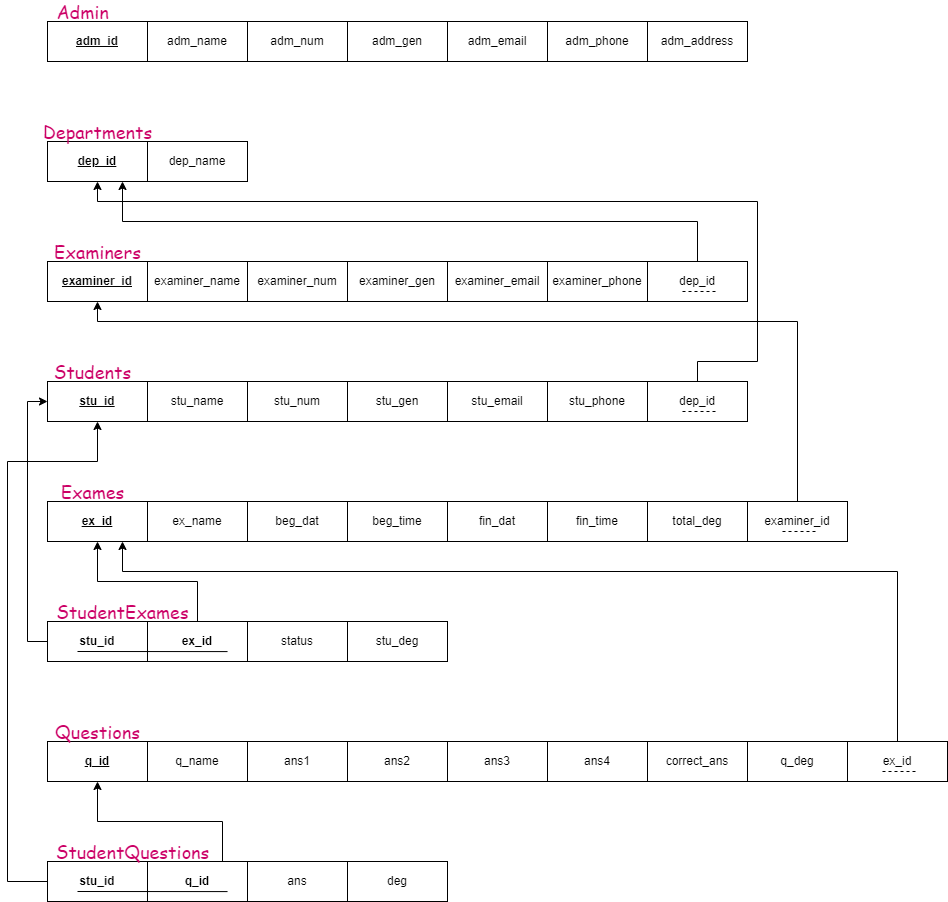 Admin
adm_id adm_name adm_num adm_gen adm_email adm_phone adm_address
Departments
dep_id dep_name
Examiners
examiner_id examiner_name examiner_num examiner_gen examiner_email examiner_phone dep_id
Students
stu_id stu_name stu_num stu_gen stu_email stu_phone dep_id
Exames
ex_id ex_name beg_dat beg_time fin_dat fin_time total_deg examiner_id
StudentExames
stu_id ex_id status stu_deg
Questions
q_id q_name ans1 ans2 ans3 ans4 correct_ans q_deg ex_id
StudentQuestions
stu_id q_id ans deg